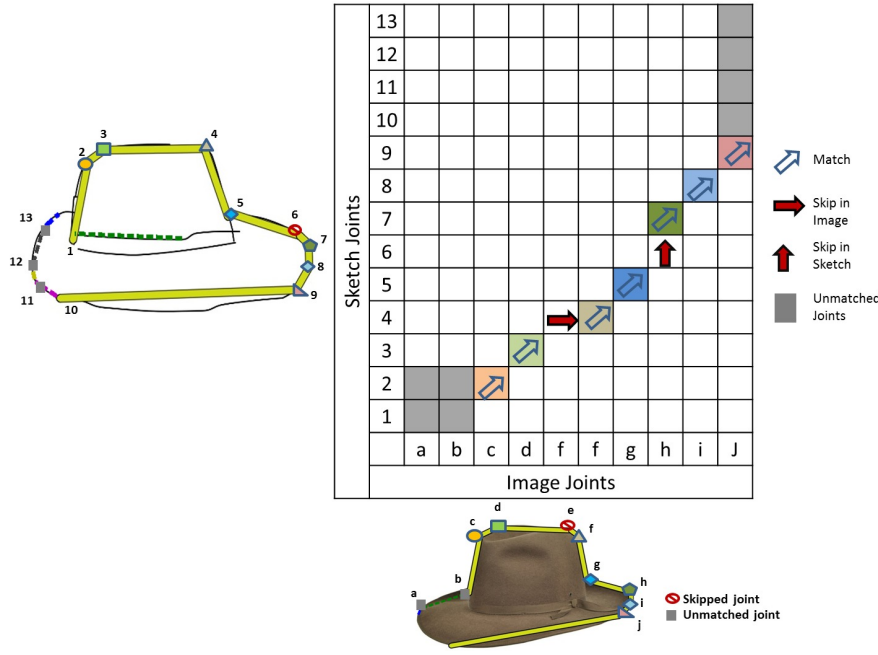 3
4
2
5
6
7
8
9
10
11
12
13
1
Sketch Joints
13
12
11
10
9
8
7
6
5
4
3
2
1
a b c d f f g h i J
Image Joints
Match
Skip in
Image
Skip in
Sketch
Unmatched
Joints
d
e
c
f
g
b
h
a
i
j
Skipped joint
Unmatched joint